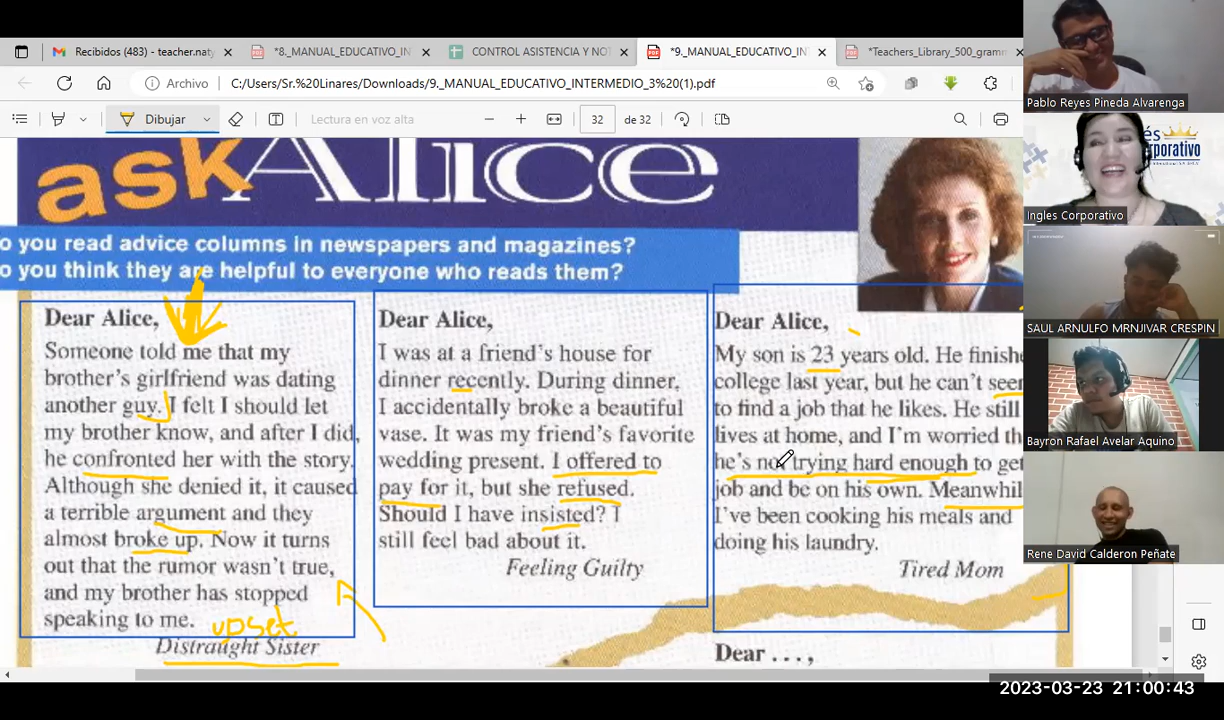 Recibidos (483) - teacher.naty
*8._MANUAL_EDUCATIVO_IN
CONTROL ASISTENCIA Y NOT
*9._MANUAL_EDUCATIVO_IN
*Teachers_Library_500_gramm
Archivo
C:/Users/Sr.%20Linares/Downloads/9._MANUAL_EDUCATIVO_INTERMEDIO_3%20(1).pdf
Dibujar
Lectura en voz alta
32
de 32
ask Alice
o you read advice columns in newspapers and magazines?
o you think they are helpful to everyone who reads them?
Dear Alice,
Someone told me that my
brother's girlfriend was dating
another guy. I felt I should let
my brother know, and after I did,
he confronted her with the story.
Although she denied it, it caused
a terrible argument and they
almost broke up. Now it turns
out that the rumor wasn't true,
and my brother has stopped
speaking to me.
upset
Distraught Sister
Dear Alice,
I was at a friend's house for
dinner recently. During dinner,
I accidentally broke a beautiful
vase. It was my friend's favorite
wedding present. I offered to
pay for it, but she refused.
Should I have insisted? I
still feel bad about it.
Feeling Guilty
Dear Alice,
My son is 23 years old. He finishe
college last year, but he can't seem
to find a job that he likes. He still
lives at home, and I'm worried th
he's not trying hard enough to get
job and be on his own. Meanwhil
I've been cooking his meals and
doing his laundry.
Tired Mom
Dear . . . ,
Pablo Reyes Pineda Alvarenga
és
orporativo
Ingles Corporativo
SAUL ARNULFO MRNJIVAR CRESPIN
Bayron Rafael Avelar Aquino
Rene David Calderon Peñate
2023-03-23 21:00:43